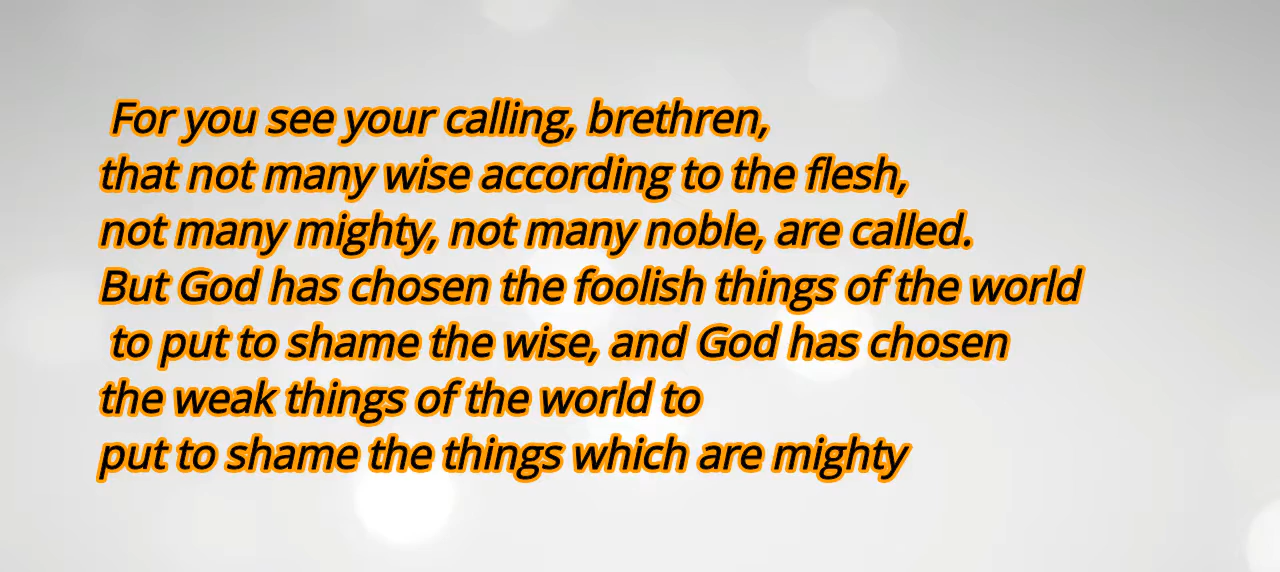 For you see your calling, brethren,
that not many wise according to the flesh,
not many mighty, not many noble, are called.
But God has chosen the foolish things of the world
to put to shame the wise, and God has chosen
the weak things of the world to
put to shame the things which are mighty